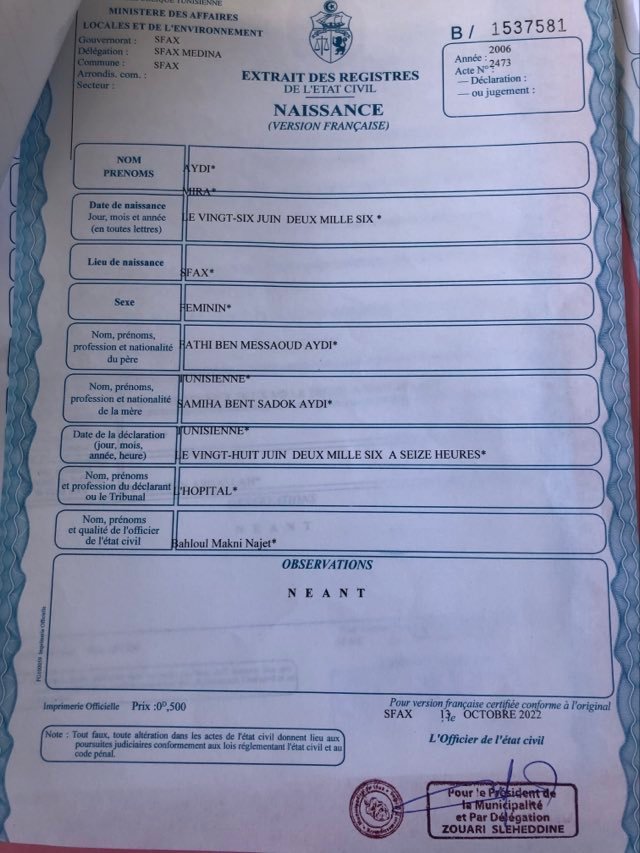 RÉPUBLIQUE TUNISIENNE
MINISTERE DES AFFAIRES
LOCALES ET DE L'ENVIRONNEMENT
Gouvernorat : SFAX
Délégation : SFAX MEDINA
Commune : SFAX
Arrondis. com. :
Secteur :
B / 1537581
Année : 2006
Acte N° : 2473
— Déclaration :
— ou jugement :
EXTRAIT DES REGISTRES
DE L'ETAT CIVIL
NAISSANCE
(VERSION FRANÇAISE)
NOM
PRENOMS
AYDI*
MIRA*
Date de naissance
Jour, mois et année
(en toutes lettres)
LE VINGT-SIX JUIN DEUX MILLE SIX *
Lieu de naissance
SFAX*
Sexe
FEMININ*
Nom, prénoms,
profession et nationalité
du père
FATHI BEN MESSAOUD AYDI*
TUNISIENNE*
Nom, prénoms,
profession et nationalité
de la mère
SAMIHA BENT SADOK AYDI*
TUNISIENNE*
Date de la déclaration
(jour, mois,
année, heure)
LE VINGT-HUIT JUIN DEUX MILLE SIX A SEIZE HEURES*
Nom, prénoms
et profession du déclarant
ou le Tribunal
L'HOPITAL*
Nom, prénoms
et qualité de l'officier
de l'état civil
Bahloul Makni Najet*
OBSERVATIONS
N E A N T
Imprimerie Officielle
Imprimerie Officielle Prix :0ᴰ,500
Pour version française certifiée conforme à l'original
SFAX OCTOBRE 2022
le
L'Officier de l'état civil
Note : Tout faux, toute altération dans les actes de l'état civil donnent lieu aux
poursuites judiciaires conformement aux lois réglementant l'état civil et au
code pénal.
Pour le Président de
la Municipalité
et Par Délégation
ZOUARI SLEHEDDINE